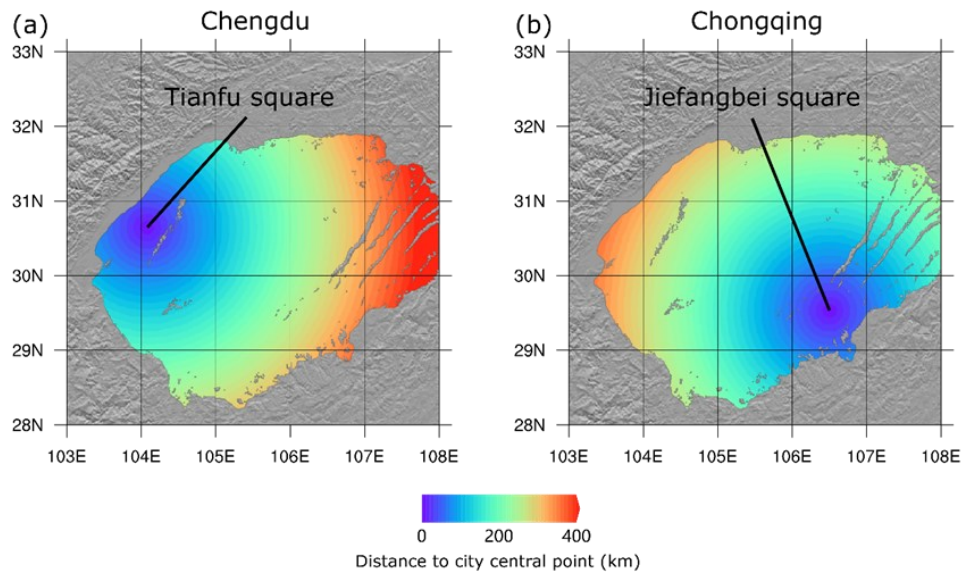 (a) Chengdu
(b) Chongqing
33N
32N
31N
30N
29N
28N
103E 104E 105E 106E 107E 108E
Tianfu square
33N
32N
31N
30N
29N
28N
103E 104E 105E 106E 107E 108E
Jiefangbei square
0 200 400
Distance to city central point (km)